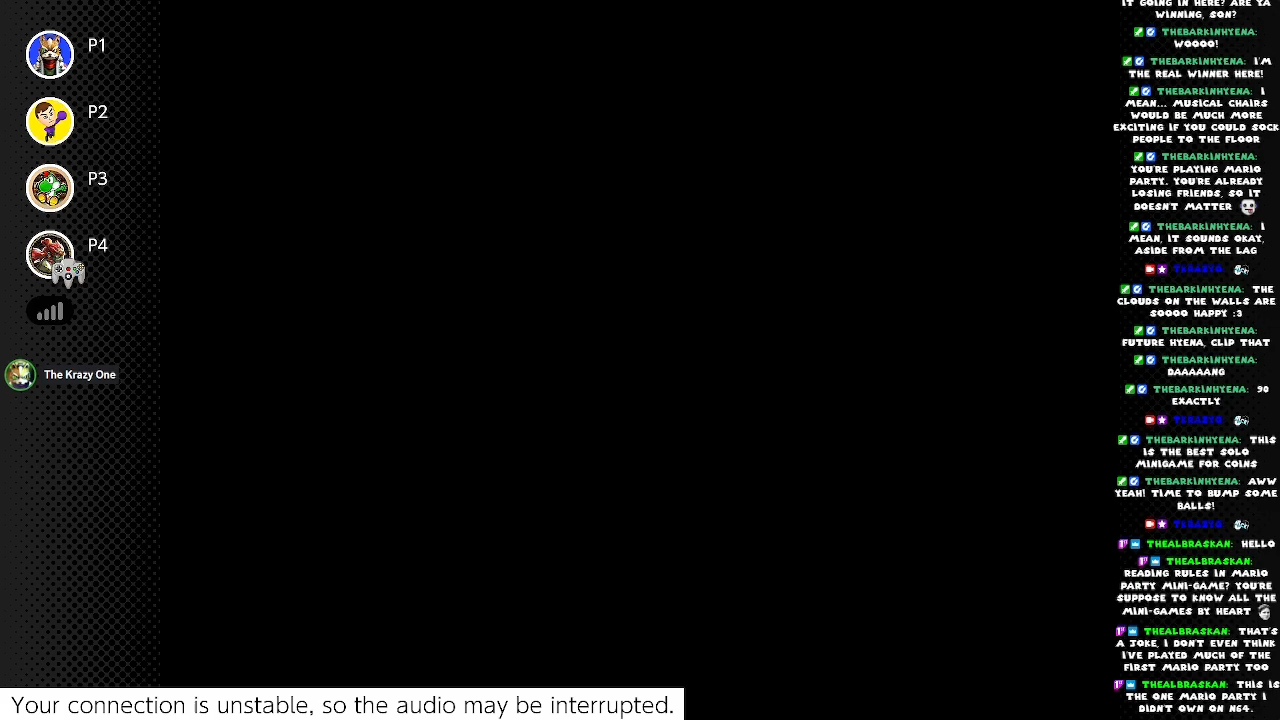 P1
P2
P3
P4
The Krazy One
Your connection is unstable, so the audio may be interrupted.
IT GOING IN HERE? ARE YA
WINNING, SON?
THEBARKINHYENA:
WOOOO!
THEBARKINHYENA: I'M
THE REAL WINNER HERE!
THEBARKINHYENA: I
MEAN... MUSICAL CHAIRS
WOULD BE MUCH MORE
EXCITING IF YOU COULD SOCK
PEOPLE TO THE FLOOR
THEBARKINHYENA:
YOU'RE PLAYING MARIO
PARTY. YOU'RE ALREADY
LOSING FRIENDS, SO IT
DOESN'T MATTER
THEBARKINHYENA: I
MEAN, IT SOUNDS OKAY,
ASIDE FROM THE LAG
THEBARKINHYENA: THE
CLOUDS ON THE WALLS ARE
SOOOO HAPPY :3
THEBARKINHYENA:
FUTURE HYENA, CLIP THAT
THEBARKINHYENA:
DAAAAANG
THEBARKINHYENA: 90
EXACTLY
THEBARKINHYENA: THIS
IS THE BEST SOLO
MINIGAME FOR COINS
THEBARKINHYENA: AWW
YEAH! TIME TO BUMP SOME
BALLS!
THEALBRASKAN: HELLO
THEALBRASKAN:
READING RULES IN MARIO
PARTY MINI-GAME? YOU'RE
SUPPOSE TO KNOW ALL THE
MINI-GAMES BY HEART
THEALBRASKAN: THAT'S
A JOKE, I DON'T EVEN THINK
I'VE PLAYED MUCH OF THE
FIRST MARIO PARTY TOO
THEALBRASKAN: THIS IS
THE ONE MARIO PARTY I
DIDN'T OWN ON N64.